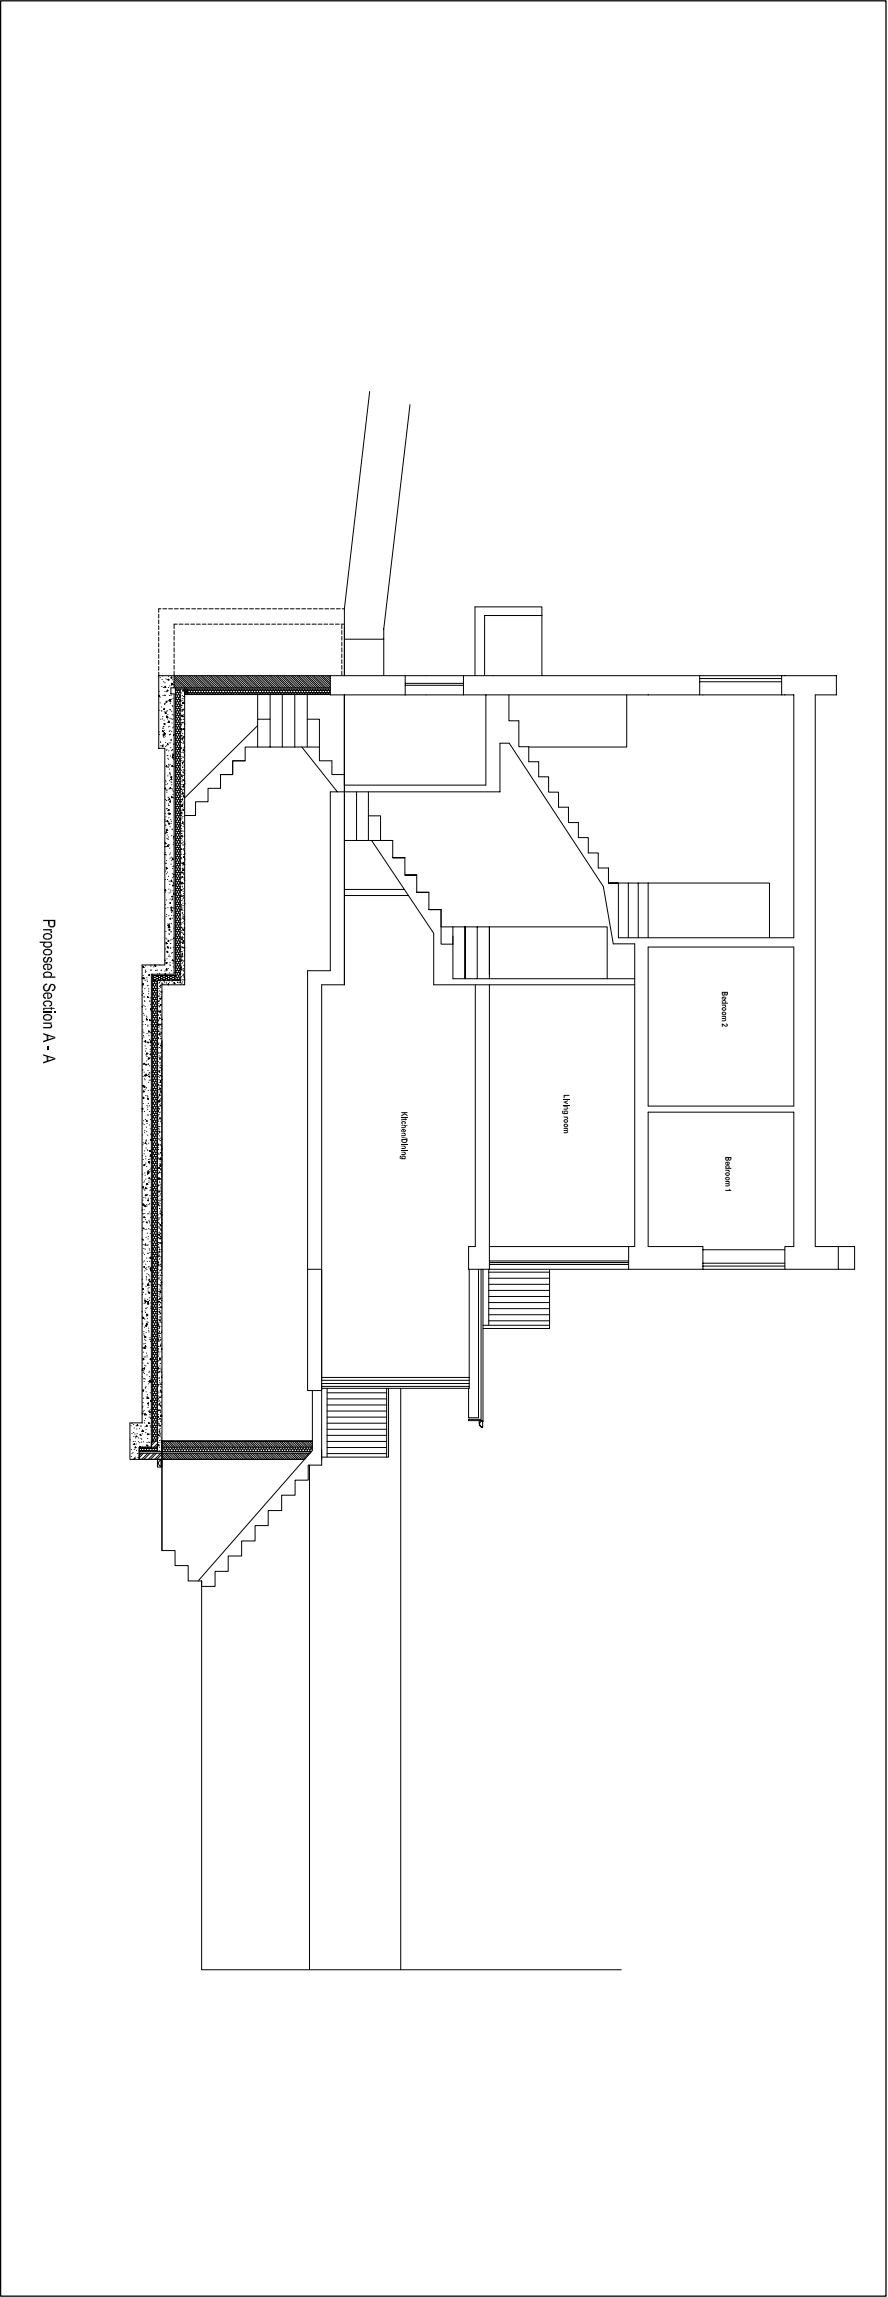 Bedroom 2
Bedroom 1
Living room
Kitchen/Dining
Proposed Section A - A